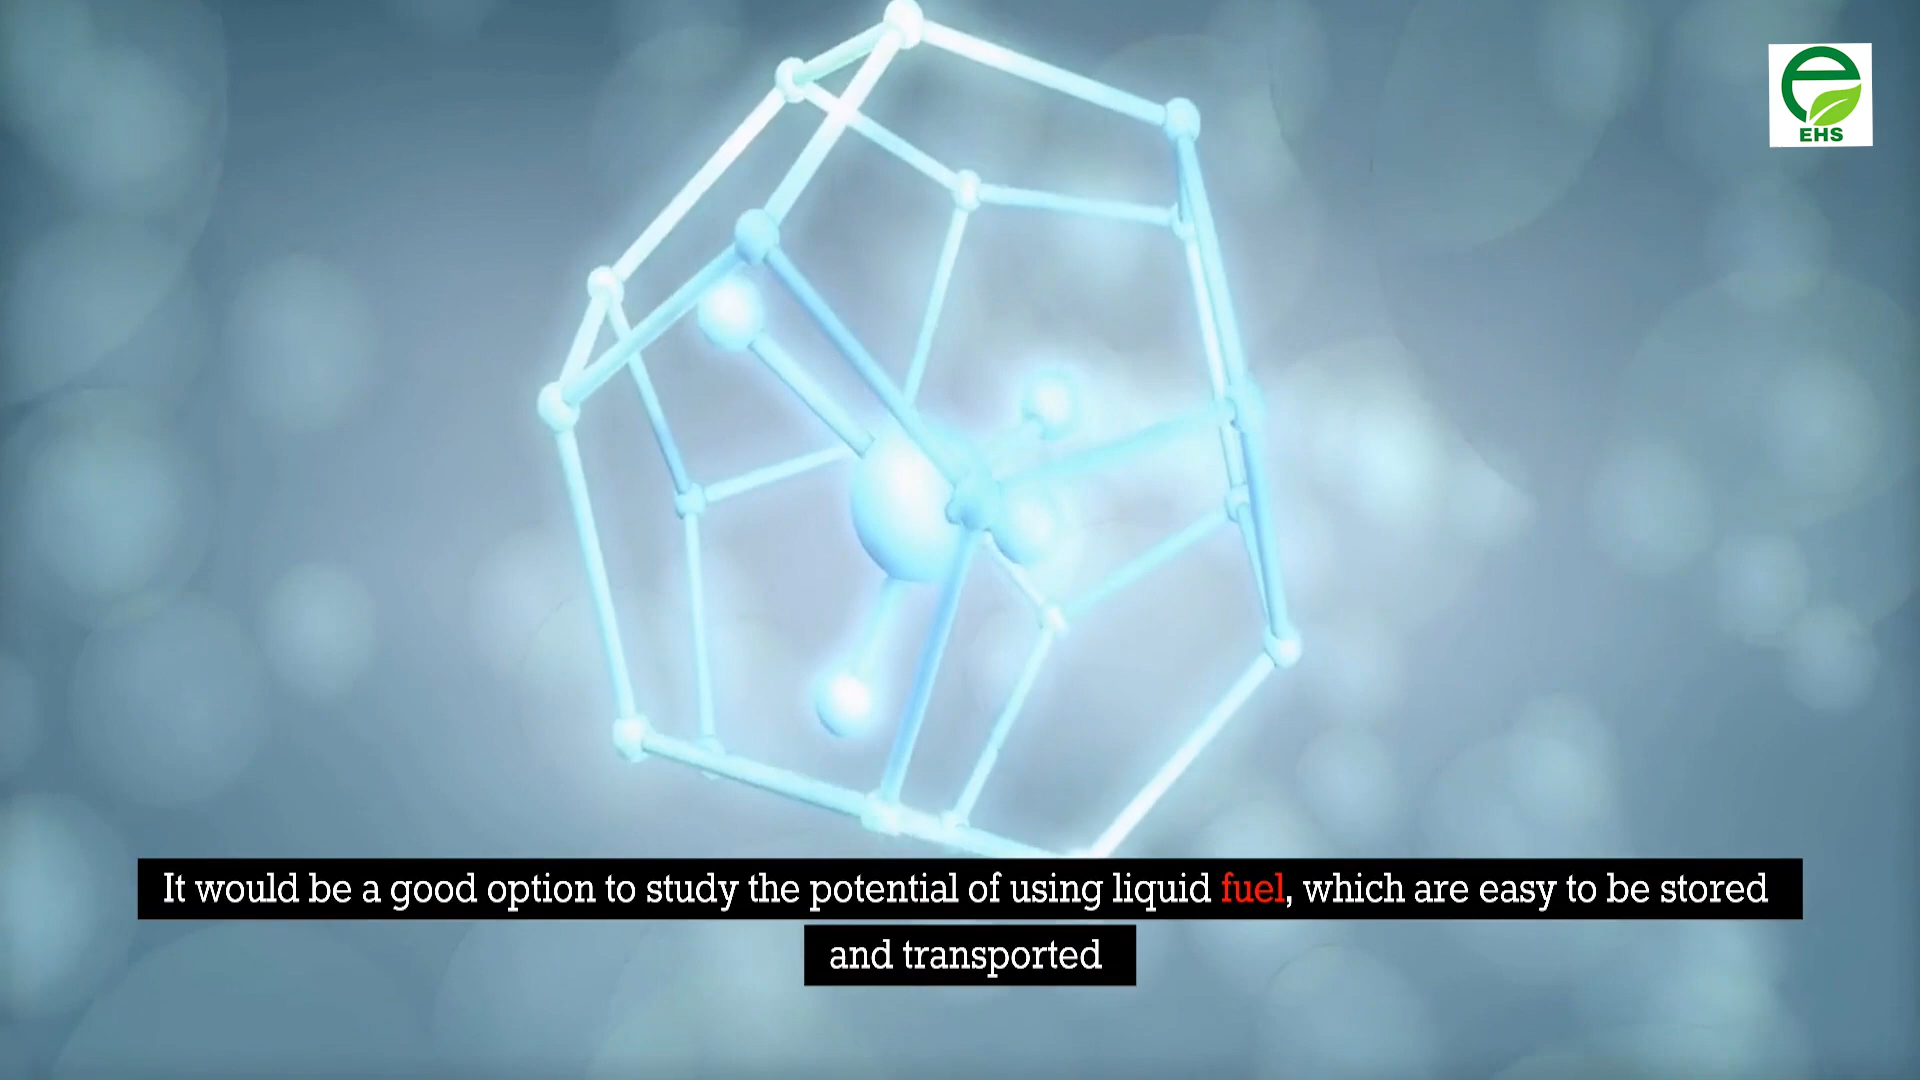 EHS
It would be a good option to study the potential of using liquid fuel, which are easy to be stored
and transported